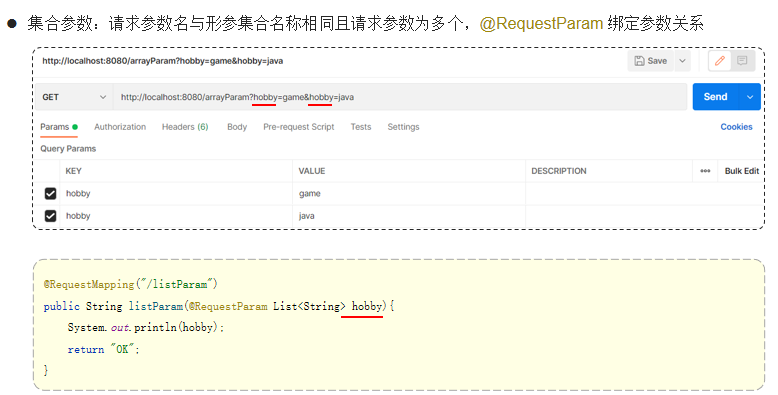 ● 集合参数：请求参数名与形参集合名称相同且请求参数为多个，@RequestParam 绑定参数关系
http://localhost:8080/arrayParam?hobby=game&hobby=java
Save
GET
http://localhost:8080/arrayParam?hobby=game&hobby=java
Send
Params Authorization Headers (6) Body Pre-request Script Tests Settings Cookies
Query Params
KEY VALUE DESCRIPTION ••• Bulk Edit
hobby game
hobby java
@RequestMapping("/listParam")
public String listParam(@RequestParam List<String> hobby){
System.out.println(hobby);
return "OK";
}